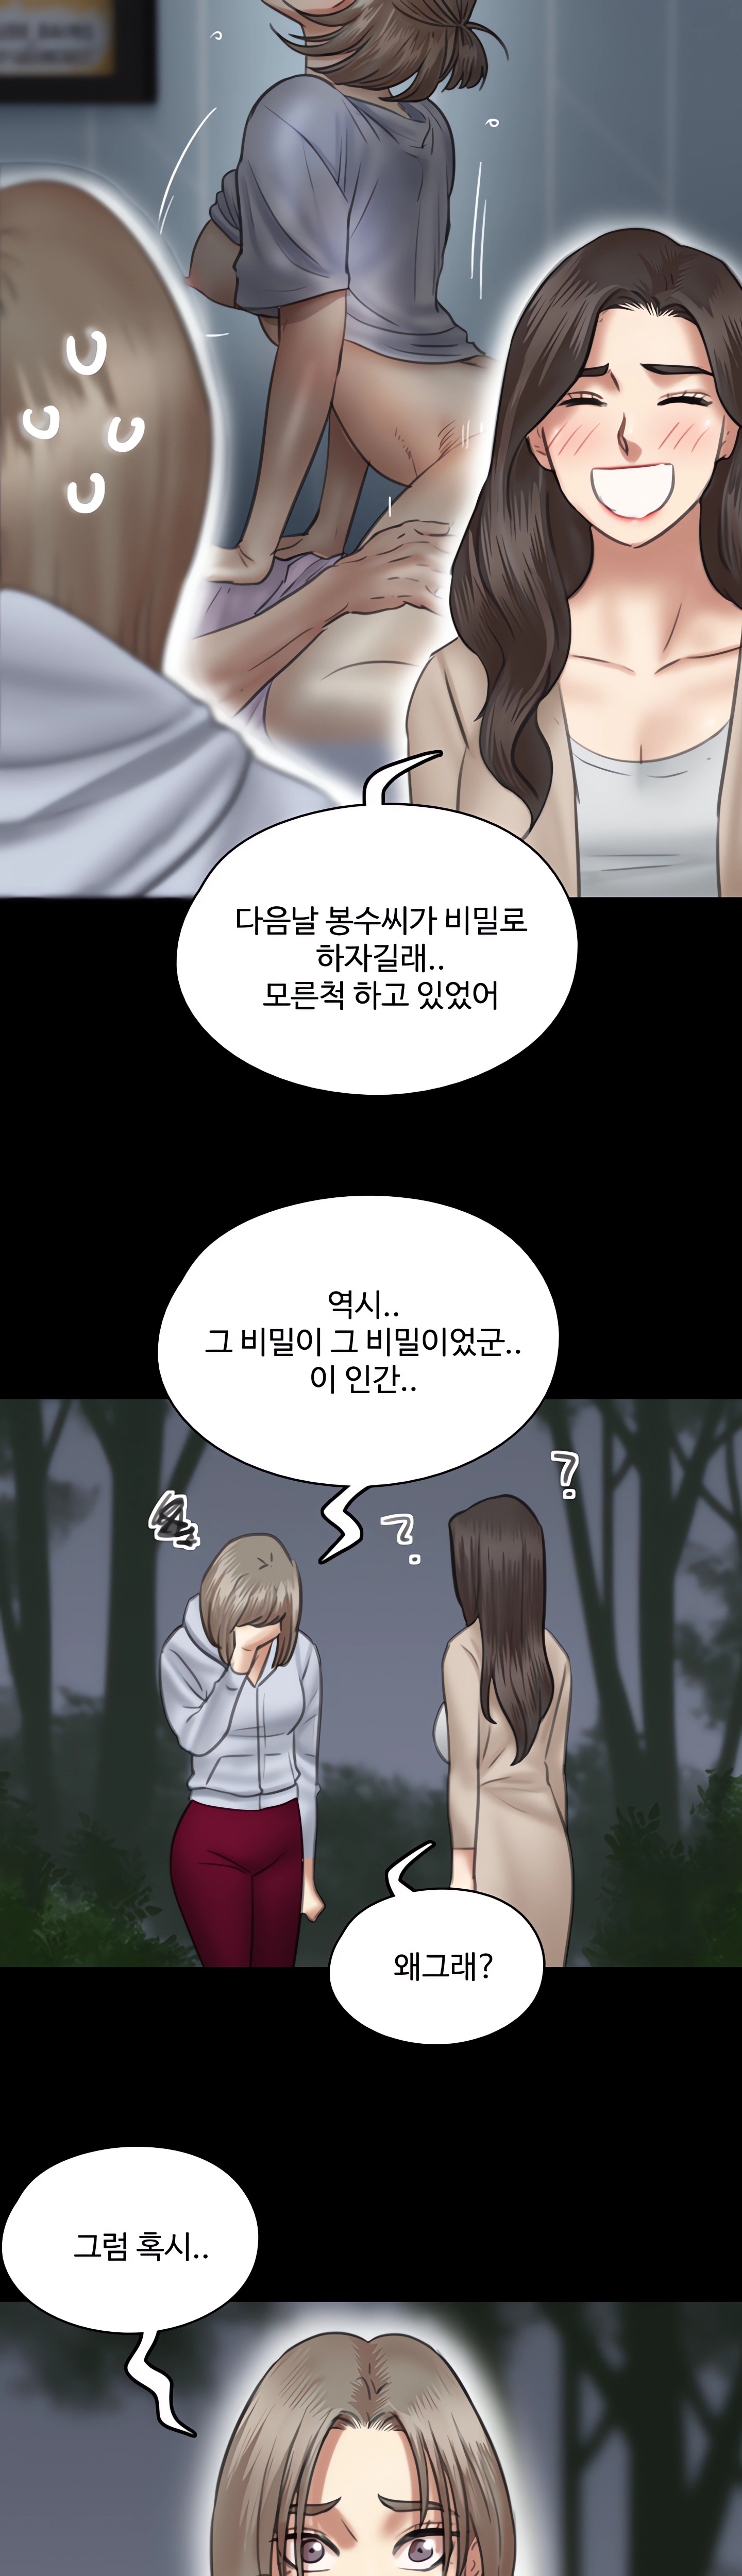 다음날 봉수씨가 비밀로
하자길래..
모른척 하고 있었어
역시..
그 비밀이 그 비밀이었군..
이 인간..
?
?
왜그래?
그럼 혹시..